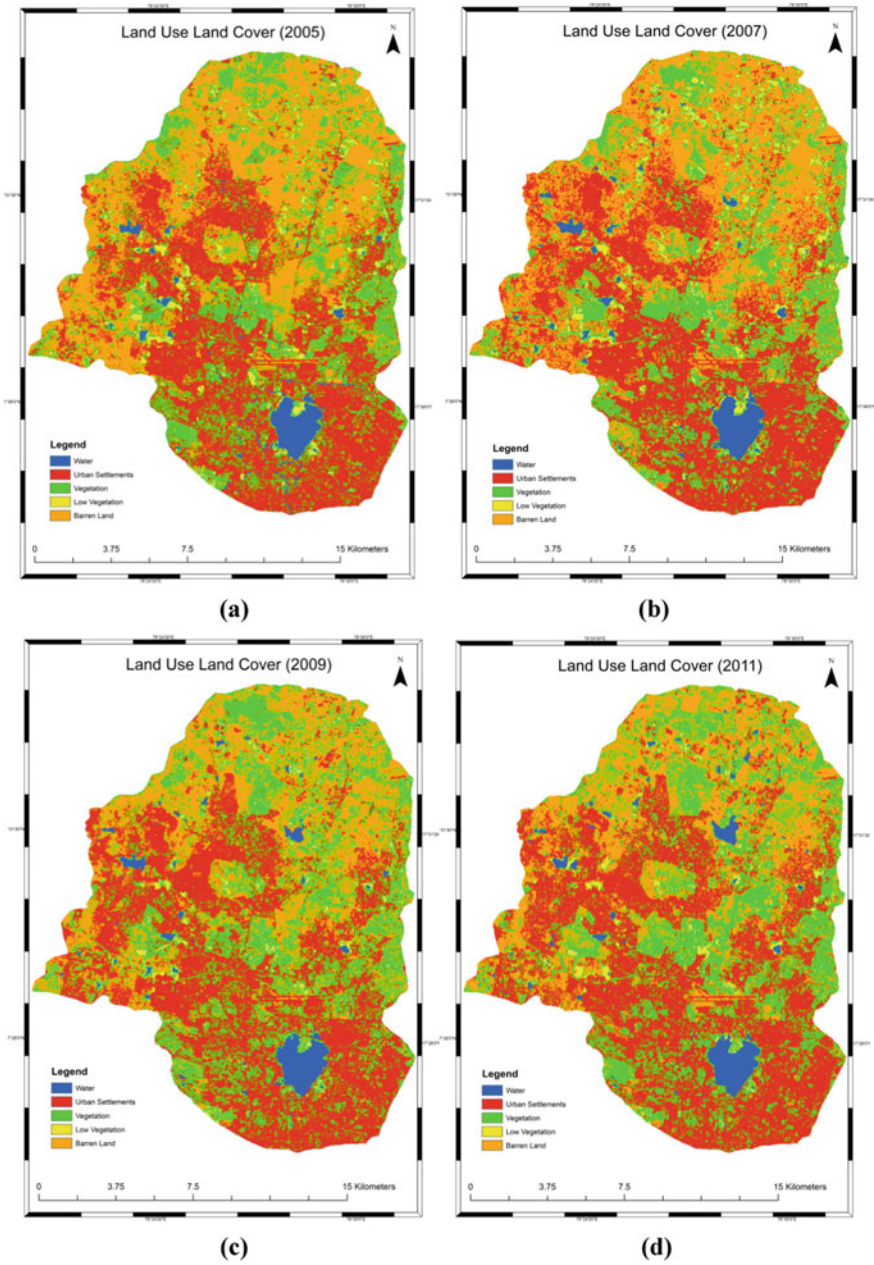 Land Use Land Cover (2005)
N
Legend
Water
Urban Settlements
Vegetation
Low Vegetation
Barren Land
0 3.75 7.5 15 Kilometers
(a)
Land Use Land Cover (2007)
N
Legend
Water
Urban Settlements
Vegetation
Low Vegetation
Barren Land
0 3.75 7.5 15 Kilometers
(b)
Land Use Land Cover (2009)
N
Legend
Water
Urban Settlements
Vegetation
Low Vegetation
Barren Land
0 3.75 7.5 15 Kilometers
(c)
Land Use Land Cover (2011)
N
Legend
Water
Urban Settlements
Vegetation
Low Vegetation
Barren Land
0 3.75 7.5 15 Kilometers
(d)